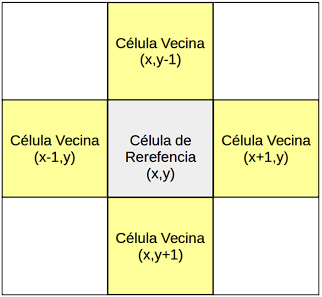 Célula Vecina
(x,y-1)
Célula Vecina
(x-1,y)
Célula de
Rerefencia
(x,y)
Célula Vecina
(x+1,y)
Célula Vecina
(x,y+1)